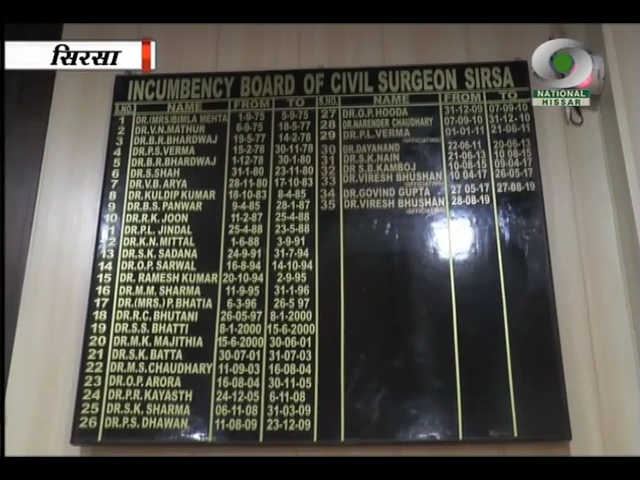 सिरसा
NATIONAL
HISSAR
INCUMBENCY BOARD OF CIVIL SURGEON SIRSA
S.NO. NAME FROM TO
1 DR.(MRS)BIMLA MEHTA 1-9-75 5-9-75
2 DR.V.N.MATHUR 6-9-75 18-5-77
3 DR.B.R.BHARDWAJ 19-5-77 14-2-78
4 DR.P.S.VERMA 15-2-78 30-11-78
5 DR.B.R.BHARDWAJ 1-12-78 30-1-80
6 DR.S.SHAH 31-1-80 23-11-80
7 DR.V.B.ARYA 28-11-80 17-10-83
8 DR.KULDIP KUMAR 18-10-83 8-4-85
9 DR.B.S.PANWAR 9-4-85 28-1-87
10 DR.R.K.JOON 11-2-87 25-4-88
11 DR.P.L.JINDAL 25-4-88 23-5-88
12 DR.K.N.MITTAL 1-6-88 3-9-91
13 DR.S.K.SADANA 24-9-91 31-7-94
14 DR.O.P.SARWAL 16-8-94 14-10-94
15 DR.RAMESH KUMAR 20-10-94 2-9-95
16 DR.M.M.SHARMA 11-9-95 31-1-96
17 DR.(MRS.)P.BHATIA 6-3-96 26-5 97
18 DR.R.C.BHUTANI 26-05-97 8-1-2000
19 DR.S.S.BHATTI 8-1-2000 15-6-2000
20 DR.M.K.MAJITHIA 15-6-2000 30-06-01
21 DR.S.K.BATTA 30-07-01 31-07-03
22 DR.M.S.CHAUDHARY 11-09-03 16-08-04
23 DR.O.P.ARORA 16-08-04 30-11-05
24 DR.P.R.KAYASTH 24-12-05 6-11-08
25 DR.S.K.SHARMA 06-11-08 31-03-09
26 DR.P.S.DHAWAN 11-08-09 23-12-09
S.NO. NAME FROM TO
27 DR.O.P.HOODA 31-12-09 07-09-10
28 DR.NARENDER CHAUDHARY 07-09-10 31-12-10
29 DR.P.L.VERMA 01-01-11 21-06-11
(OFFICIATING)
30 DR.DAYANAND 22-06-11 20-06-13
31 DR.S.K.NAIN 21-06-13 10-08-15
32 DR.S.B.KAMBOJ 10-08-15 09-04-17
33 DR.VIRESH BHUSHAN 10 04-17 26-05-17
(OFFICIATING)
34 DR.GOVIND GUPTA 27 05-17 27-08-19
35 DR.VIRESH BHUSHAN 28-08-19
(OFFICIATING)